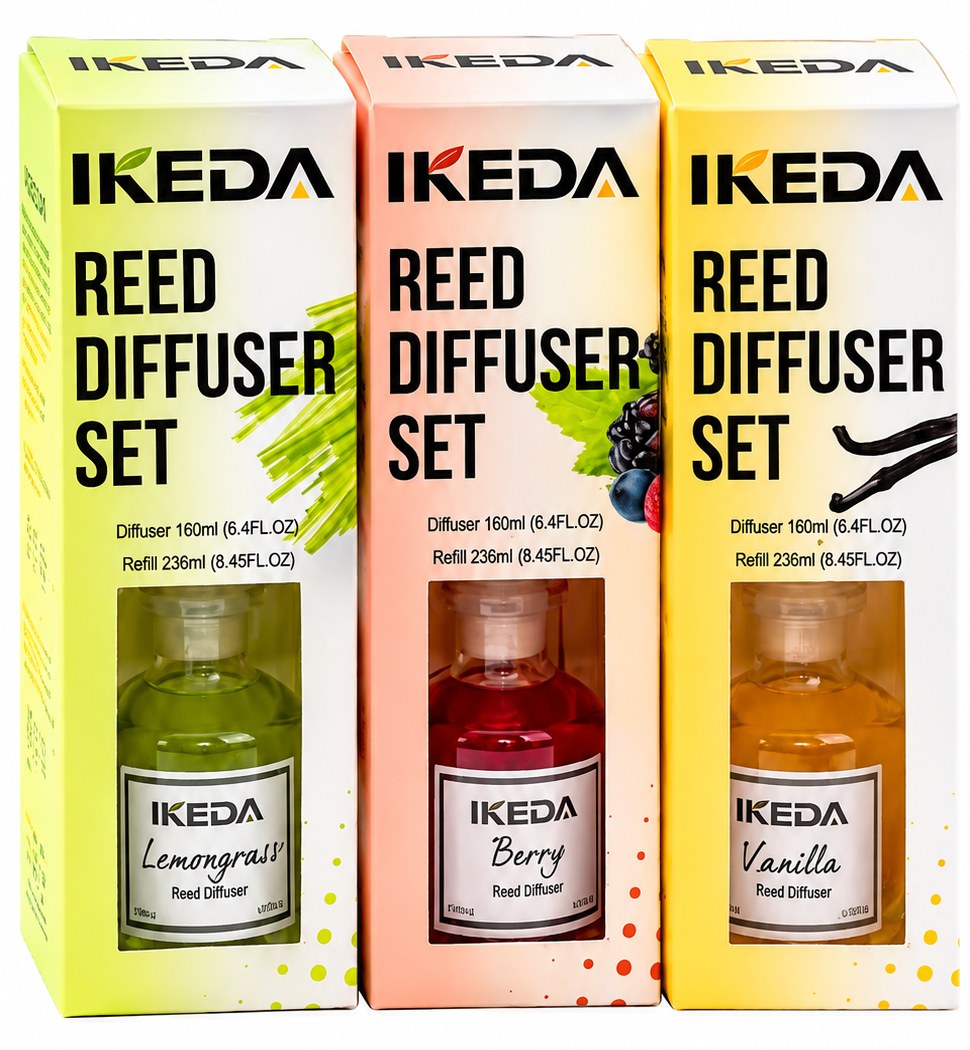 IKEDA
IKEDA
REED
DIFFUSER
SET
Diffuser 160ml (6.4FL.OZ)
Refill 236ml (8.45FL.OZ)
IKEDA
Lemongrass
Reed Diffuser
IKEDA
IKEDA
REED
DIFFUSER
SET
Diffuser 160ml (6.4FL.OZ)
Refill 236ml (8.45FL.OZ)
IKEDA
Berry
Reed Diffuser
IKEDA
IKEDA
REED
DIFFUSER
SET
Diffuser 160ml (6.4FL.OZ)
Refill 236ml (8.45FL.OZ)
IKEDA
Vanilla
Reed Diffuser